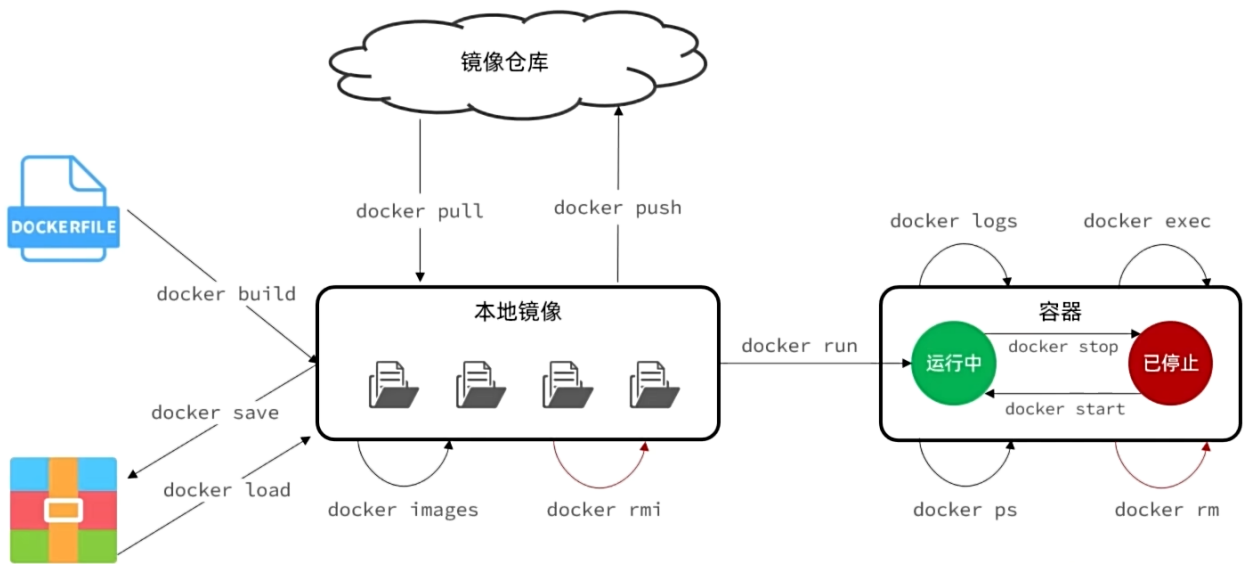 镜像仓库
docker pull
docker push
DOCKERFILE
docker logs
docker exec
docker build
本地镜像
容器
docker run
运行中
docker stop
已停止
docker start
docker save
docker load
docker images
docker rmi
docker ps
docker rm